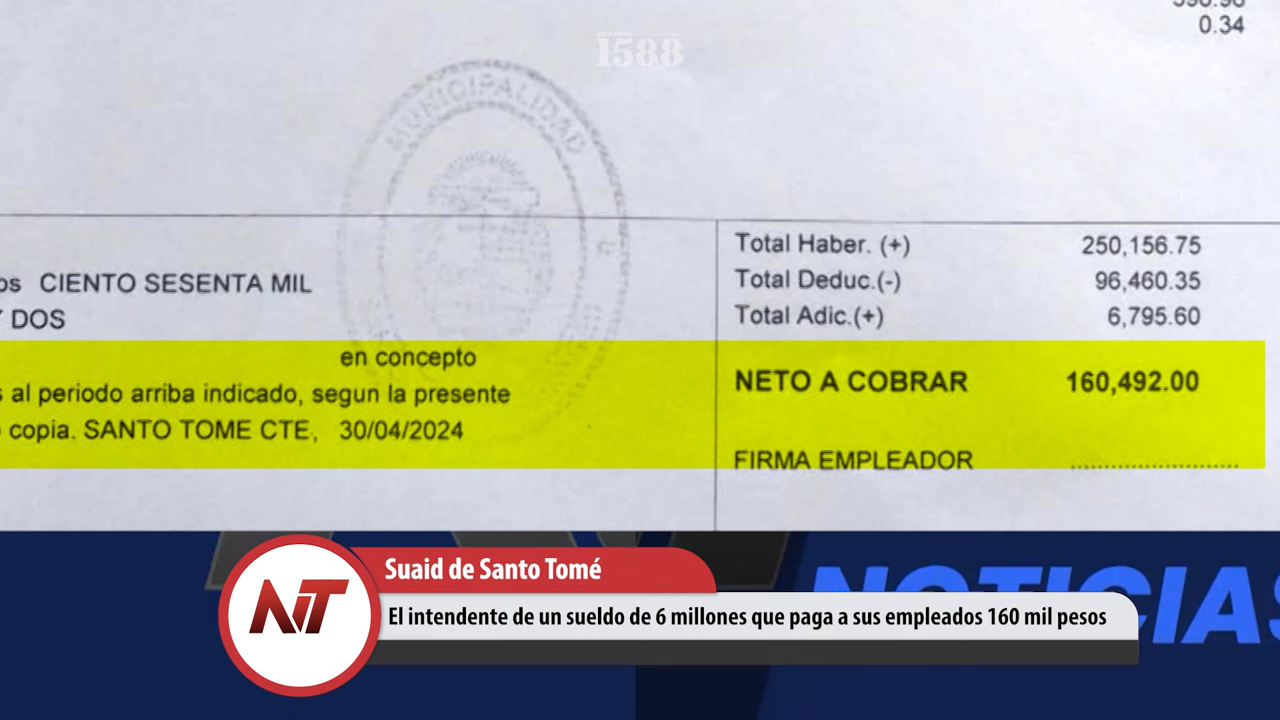 1588
0.34
MUNICIPALIDAD
Total Haber. (+) 250,156.75
Total Deduc.(-) 96,460.35
Total Adic.(+) 6,795.60
CIENTO SESENTA MIL
Y DOS
en concepto
al periodo arriba indicado, segun la presente
copia. SANTO TOME CTE, 30/04/2024
NETO A COBRAR 160,492.00
FIRMA EMPLEADOR ........................
NOTICIAS
NT
Suaid de Santo Tomé
El intendente de un sueldo de 6 millones que paga a sus empleados 160 mil pesos